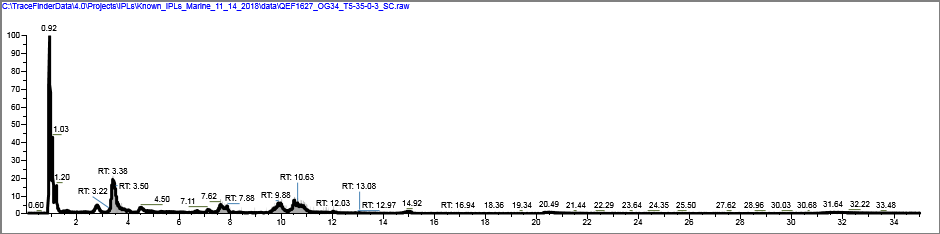 C:\TraceFinderData\4.0\Projects\IPLs\Known_IPLs_Marine_11_14_2018\data\QEF1627_OG34_T5-35-0-3_SC.raw
0.92
100
90
80
70
60
50
1.03
40
30
1.20 RT: 3.38 RT: 10.63
20 RT: 3.22 RT: 3.50 7.62 RT: 9.88 RT: 13.08
10 0.60 4.50 7.11 RT: 7.88 RT: 12.03 RT: 12.97 14.92 RT: 16.94 18.36 19.34 20.49 21.44 22.29 23.64 24.35 25.50 27.62 28.96 30.03 30.68 31.64 32.22 33.48
0
2 4 6 8 10 12 14 16 18 20 22 24 26 28 30 32 34